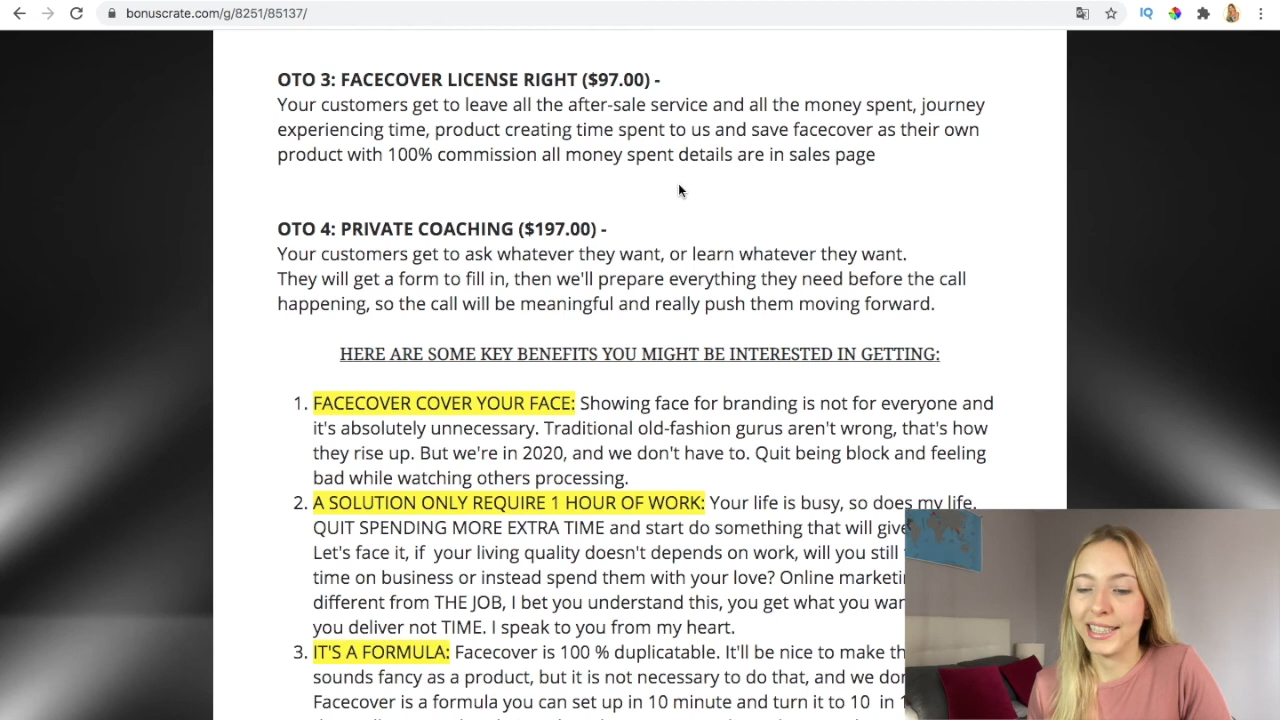 bonuscrate.com/g/8251/85137/
IQ
OTO 3: FACECOVER LICENSE RIGHT ($97.00) -
Your customers get to leave all the after-sale service and all the money spent, journey
experiencing time, product creating time spent to us and save facecover as their own
product with 100% commission all money spent details are in sales page
OTO 4: PRIVATE COACHING ($197.00) -
Your customers get to ask whatever they want, or learn whatever they want.
They will get a form to fill in, then we'll prepare everything they need before the call
happening, so the call will be meaningful and really push them moving forward.
HERE ARE SOME KEY BENEFITS YOU MIGHT BE INTERESTED IN GETTING:
1. FACECOVER COVER YOUR FACE: Showing face for branding is not for everyone and
it's absolutely unnecessary. Traditional old-fashion gurus aren't wrong, that's how
they rise up. But we're in 2020, and we don't have to. Quit being block and feeling
bad while watching others processing.
2. A SOLUTION ONLY REQUIRE 1 HOUR OF WORK: Your life is busy, so does my life.
QUIT SPENDING MORE EXTRA TIME and start do something that will give
Let's face it, if your living quality doesn't depends on work, will you still
time on business or instead spend them with your love? Online marketi
different from THE JOB, I bet you understand this, you get what you wan
you deliver not TIME. I speak to you from my heart.
3. IT'S A FORMULA: Facecover is 100 % duplicatable. It'll be nice to make th
sounds fancy as a product, but it is not necessary to do that, and we don
Facecover is a formula you can set up in 10 minute and turn it to 10 in